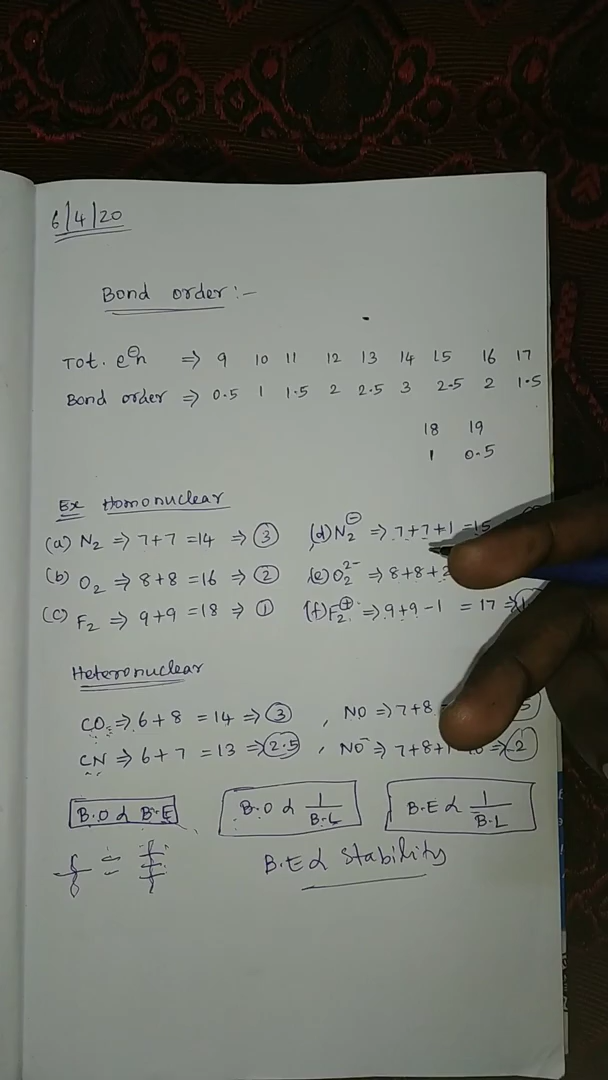 6/4/20
Bond order :-
Tot. e⊖n ⇒ 9 10 11 12 13 14 15 16 17
Bond order ⇒ 0.5 1 1.5 2 2.5 3 2.5 2 1.5
18 19
1 0.5
Ex Homonuclear
(a) N₂ ⇒ 7+7 = 14 ⇒ ③ (d) N₂⊖ ⇒ 7+7+1 = 15
(b) O₂ ⇒ 8+8 = 16 ⇒ ② (e) O₂²⁻ ⇒ 8+8+2
(c) F₂ ⇒ 9+9 = 18 ⇒ ① (f) F₂⊕ ⇒ 9+9-1 = 17 ⇒ 1
Heteronuclear
CO ⇒ 6+8 = 14 ⇒ ③ , NO ⇒ 7+8 5
CN ⇒ 6+7 = 13 ⇒ 2.5 , NO⁻ ⇒ 7+8+1 ⇒ 2
B.O α B.E B.O α 1/B.L B.E α 1/B.L
B.E α Stability